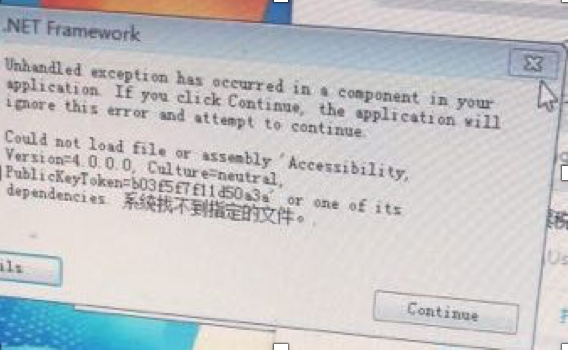 .NET Framework
Unhandled exception has occurred in a component in your
application. If you click Continue, the application will
ignore this error and attempt to continue.
Could not load file or assembly 'Accessibility,
Version=4.0.0.0, Culture=neutral,
PublicKeyToken=b03f5f7f11d50a3a' or one of its
dependencies. 系统找不到指定的文件。
ils
Continue